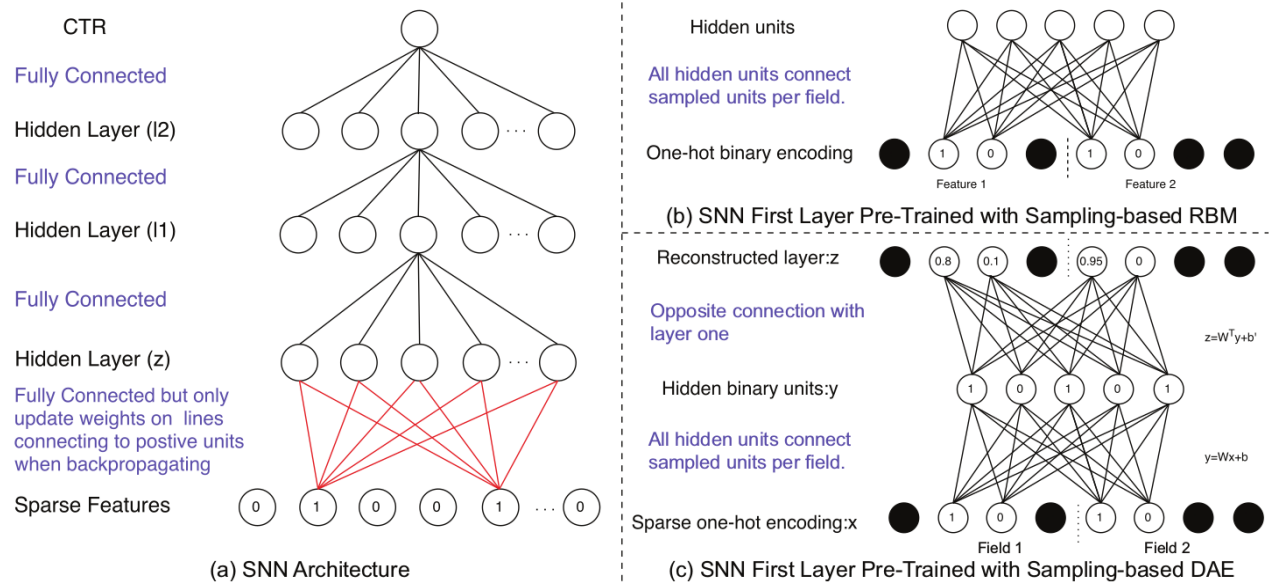 CTR
Fully Connected
Hidden Layer (l2)
. . .
Fully Connected
Hidden Layer (l1)
. . .
Fully Connected
Hidden Layer (z)
. . .
Fully Connected but only
update weights on lines
connecting to postive units
when backpropagating
Sparse Features
0 1 0 0 1 . . . 0
(a) SNN Architecture
Hidden units
All hidden units connect
sampled units per field.
One-hot binary encoding
1 0 1 0
Feature 1 Feature 2
(b) SNN First Layer Pre-Trained with Sampling-based RBM
Reconstructed layer:z
0.8 0.1 0.95 0
Opposite connection with
layer one
z=W^T y+b'
Hidden binary units:y
1 0 1 0 1
All hidden units connect
sampled units per field.
y=Wx+b
Sparse one-hot encoding:x
1 0 1 0
Field 1 Field 2
(c) SNN First Layer Pre-Trained with Sampling-based DAE